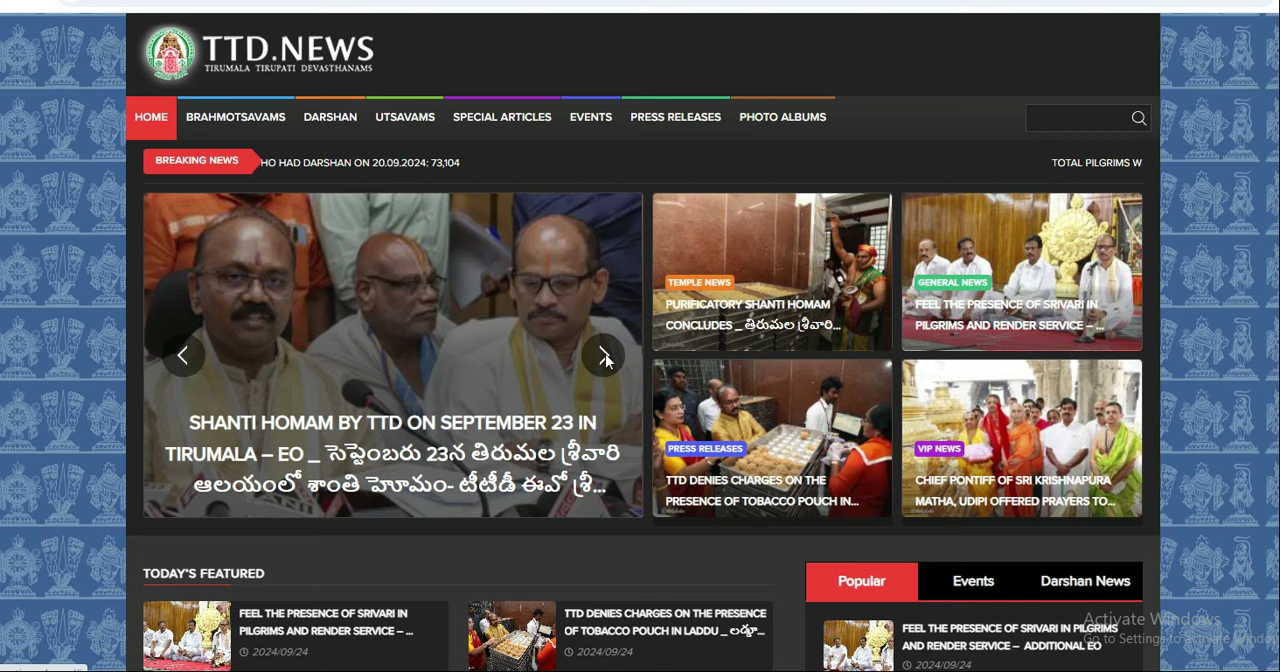 TTD.NEWS
TIRUMALA TIRUPATI DEVASTHANAMS
HOME BRAHMOTSAVAMS DARSHAN UTSAVAMS SPECIAL ARTICLES EVENTS PRESS RELEASES PHOTO ALBUMS
BREAKING NEWS HO HAD DARSHAN ON 20.09.2024: 73,104 TOTAL PILGRIMS W
SHANTI HOMAM BY TTD ON SEPTEMBER 23 IN
TIRUMALA – EO _ సెప్టెంబరు 23న తిరుమల శ్రీవారి
ఆలయంలో శాంతి హెూమం- టీటీడీ ఈవో శ్రీ...
TEMPLE NEWS
PURIFICATORY SHANTI HOMAM
CONCLUDES _ తిరుమల శ్రీవారి...
GENERAL NEWS
FEEL THE PRESENCE OF SRIVARI IN
PILGRIMS AND RENDER SERVICE – ...
PRESS RELEASES
TTD DENIES CHARGES ON THE
PRESENCE OF TOBACCO POUCH IN...
VIP NEWS
CHIEF PONTIFF OF SRI KRISHNAPURA
MATHA, UDIPI OFFERED PRAYERS TO...
TODAY'S FEATURED
FEEL THE PRESENCE OF SRIVARI IN
PILGRIMS AND RENDER SERVICE – ...
2024/09/24
TTD DENIES CHARGES ON THE PRESENCE
OF TOBACCO POUCH IN LADDU _ లడ్డూ...
2024/09/24
Popular Events Darshan News
FEEL THE PRESENCE OF SRIVARI IN PILGRIMS
AND RENDER SERVICE – ADDITIONAL EO
2024/09/24
Activate Windows
Go to Settings to activate Window